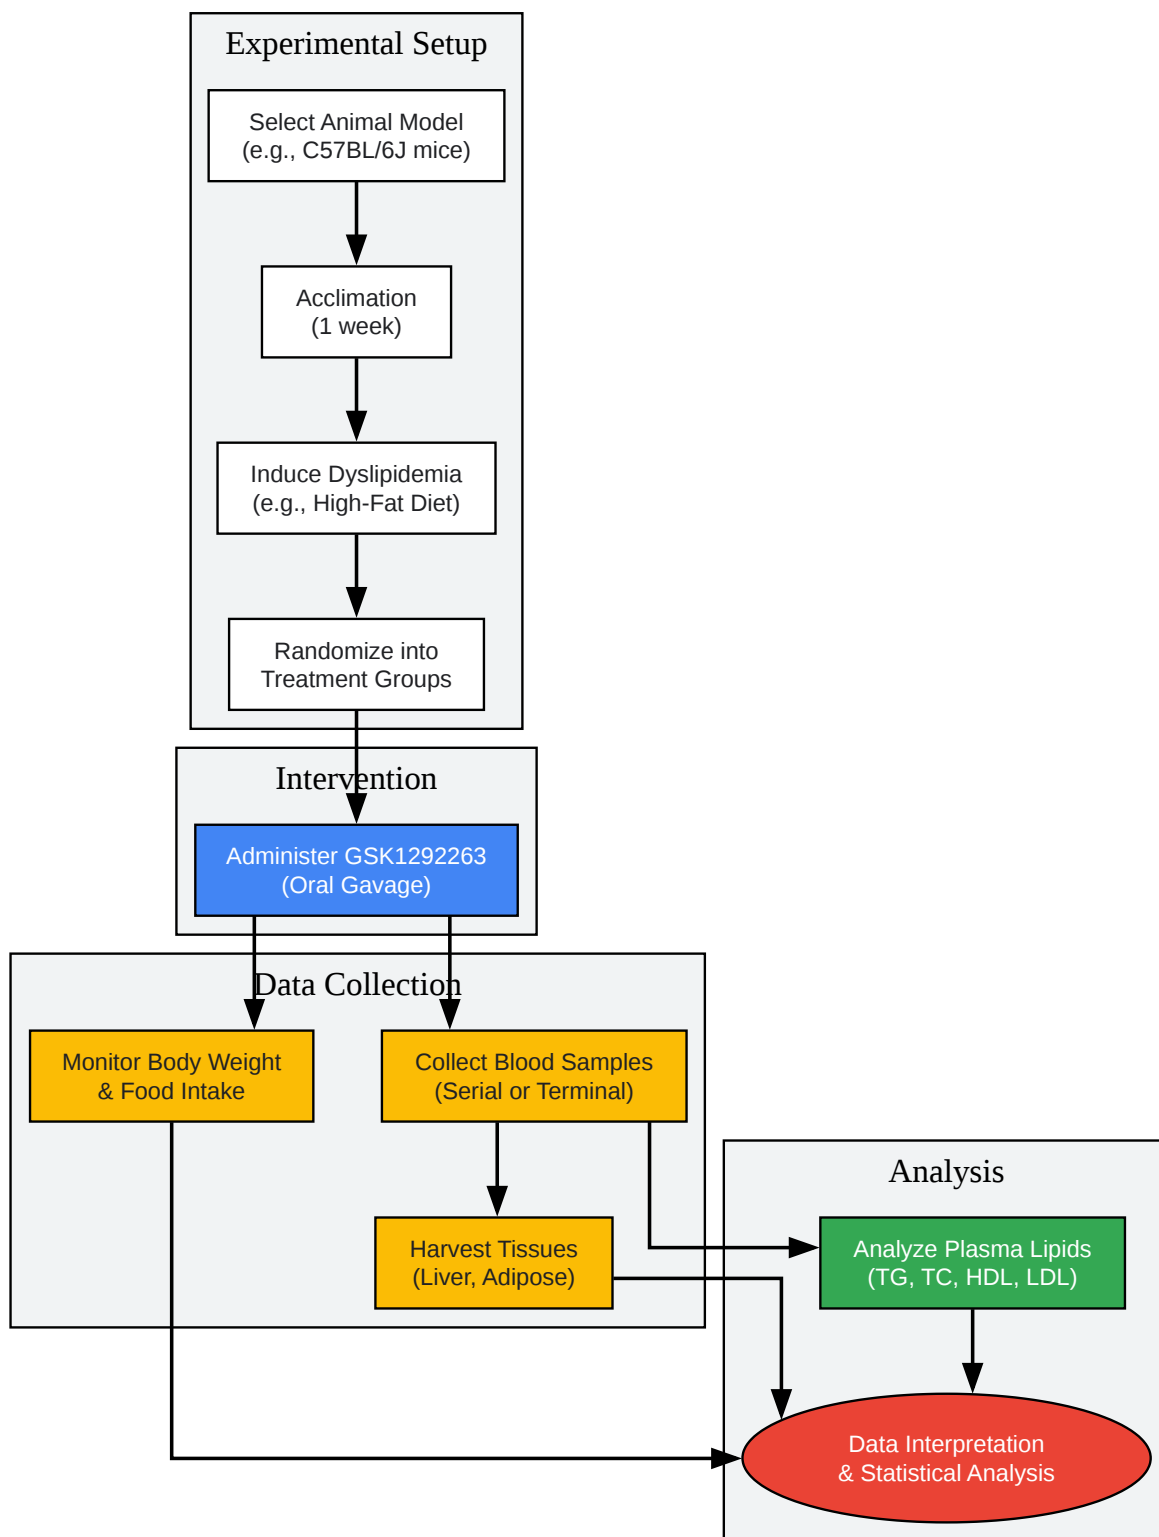 Experimental Setup
Select Animal Model
(e.g., C57BL/6J mice)
Acclimation
(1 week)
Induce Dyslipidemia
(e.g., High-Fat Diet)
Randomize into
Treatment Groups
Intervention
Administer GSK1292263
(Oral Gavage)
Data Collection
Monitor Body Weight
& Food Intake
Collect Blood Samples
(Serial or Terminal)
Harvest Tissues
(Liver, Adipose)
Analysis
Analyze Plasma Lipids
(TG, TC, HDL, LDL)
Data Interpretation
& Statistical Analysis